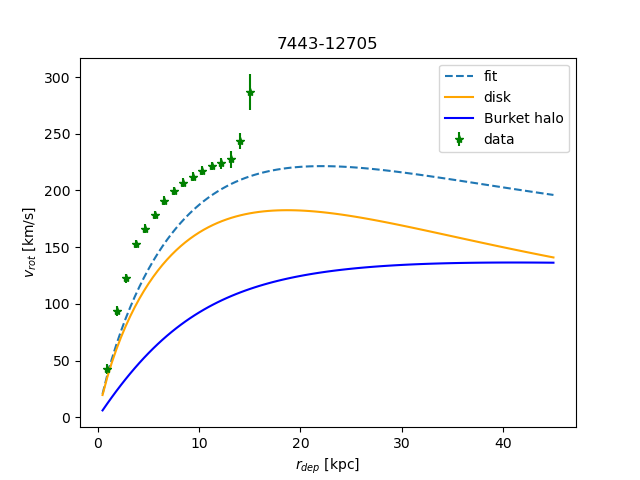 7443-12705
300
250
200
150
100
50
0
v_rot [km/s]
0 10 20 30 40
r_dep [kpc]
fit
disk
Burket halo
data